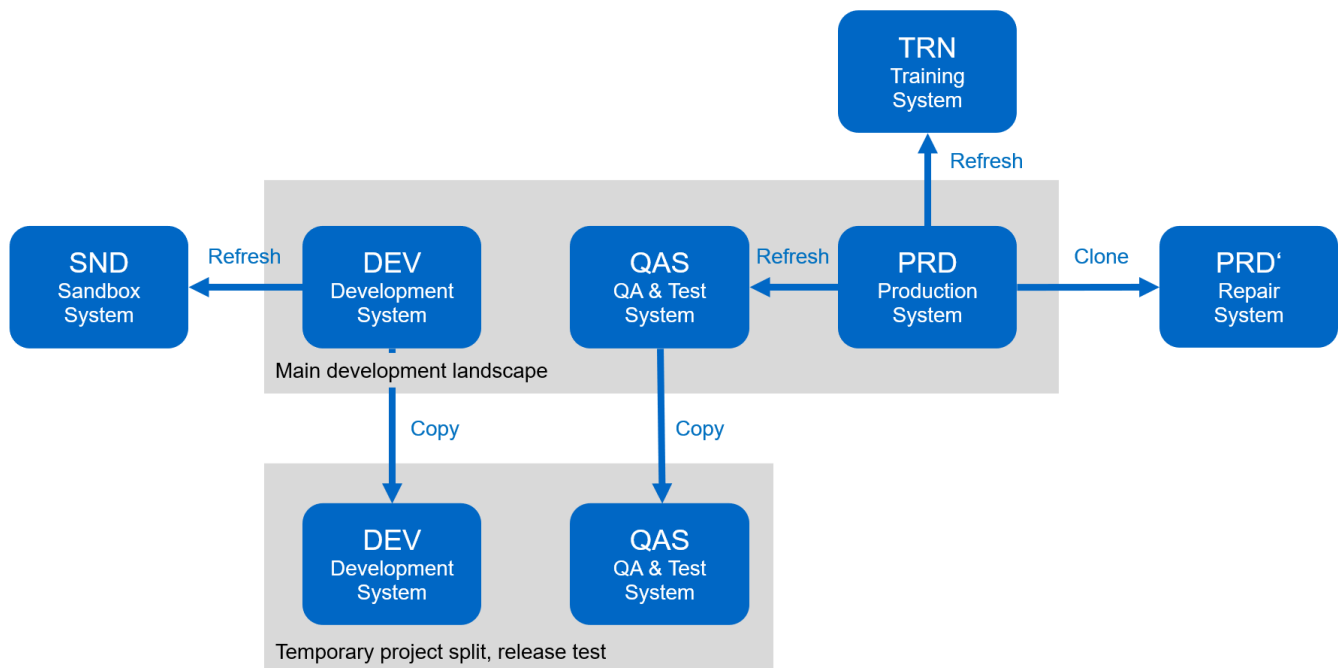 TRN
Training
System
Refresh
SND
Sandbox
System
Refresh
DEV
Development
System
QAS
QA & Test
System
Refresh
PRD
Production
System
Clone
PRD‘
Repair
System
Main development landscape
Copy
Copy
DEV
Development
System
QAS
QA & Test
System
Temporary project split, release test